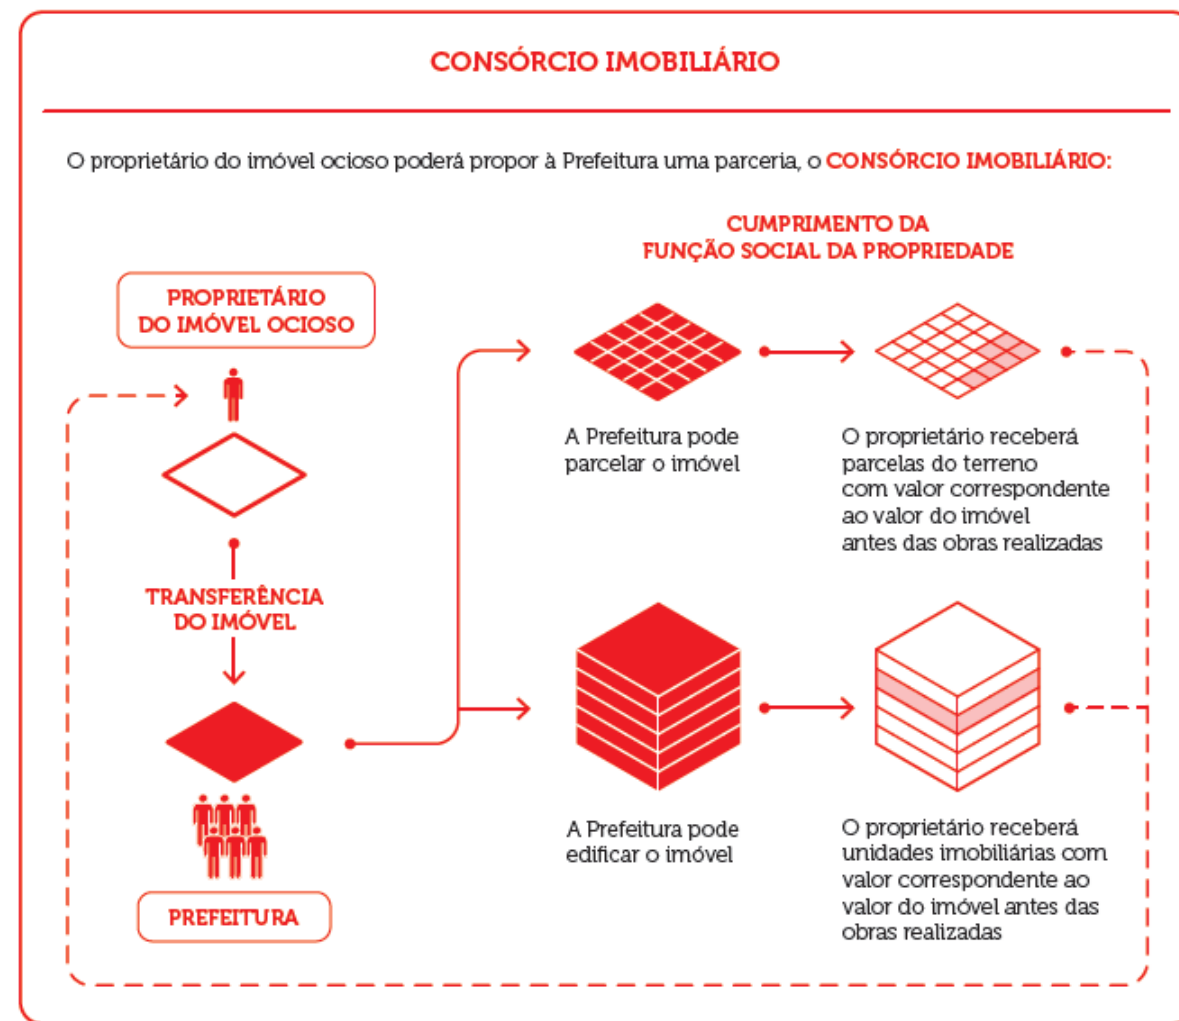 CONSÓRCIO IMOBILIÁRIO
O proprietário do imóvel ocioso poderá propor à Prefeitura uma parceria, o CONSÓRCIO IMOBILIÁRIO:
CUMPRIMENTO DA
FUNÇÃO SOCIAL DA PROPRIEDADE
PROPRIETÁRIO
DO IMÓVEL OCIOSO
TRANSFERÊNCIA
DO IMÓVEL
PREFEITURA
A Prefeitura pode
parcelar o imóvel
O proprietário receberá
parcelas do terreno
com valor correspondente
ao valor do imóvel
antes das obras realizadas
A Prefeitura pode
edificar o imóvel
O proprietário receberá
unidades imobiliárias com
valor correspondente ao
valor do imóvel antes das
obras realizadas